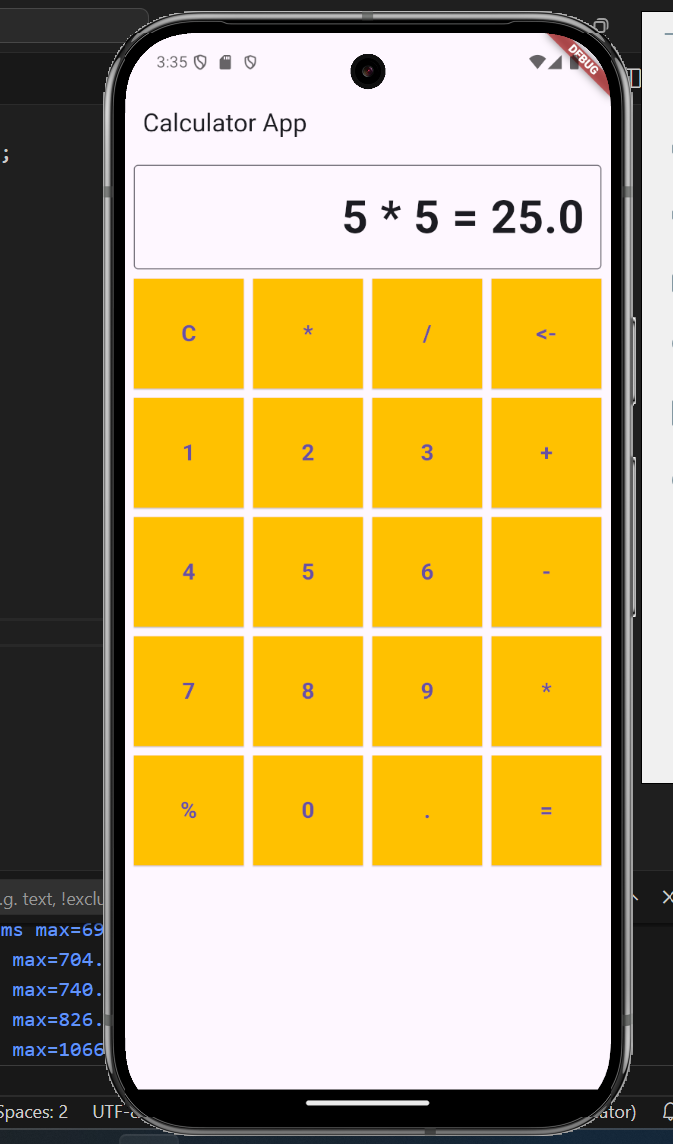 ;
3:35
DEBUG
Calculator App
5 * 5 = 25.0
C * / <-
1 2 3 +
4 5 6 -
7 8 9 *
% 0 . =
.g. text, !exclu
ms max=69
max=704.
max=740.
max=826.
max=1066
Spaces: 2 UTF-8 ator)